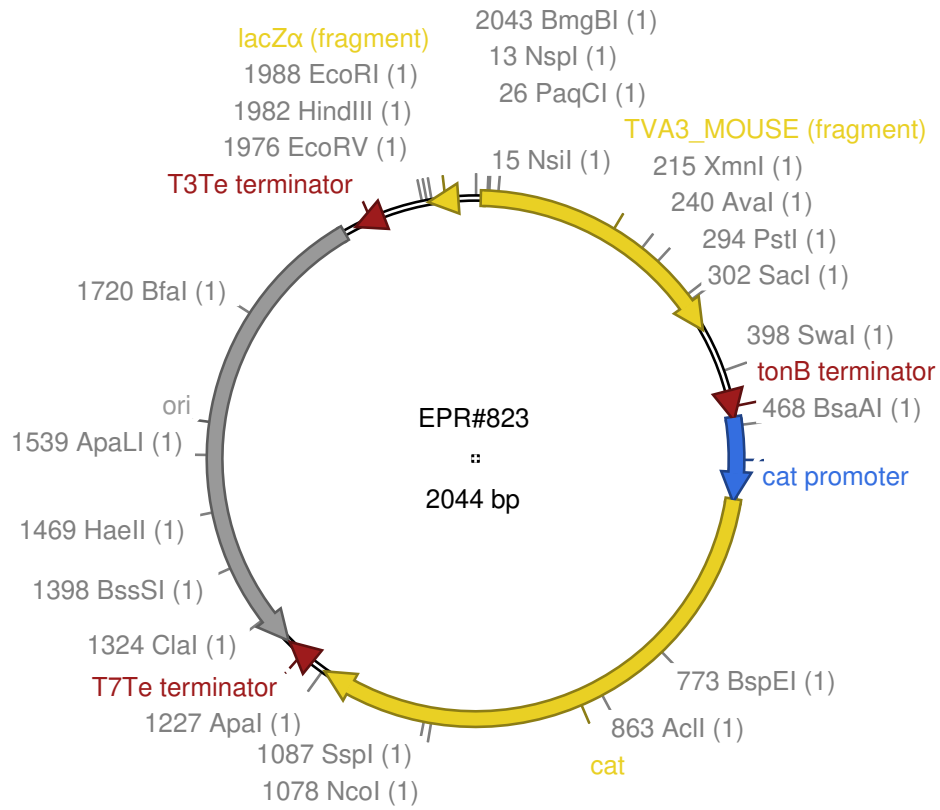 2043 BmgBI (1)
lacZα (fragment)
13 NspI (1)
1988 EcoRI (1)
26 PaqCI (1)
1982 HindIII (1)
TVA3_MOUSE (fragment)
1976 EcoRV (1)
15 NsiI (1)
215 XmnI (1)
T3Te terminator
240 AvaI (1)
294 PstI (1)
302 SacI (1)
1720 BfaI (1)
398 SwaI (1)
tonB terminator
ori
468 BsaAI (1)
EPR#823
1539 ApaLI (1)
cat promoter
2044 bp
1469 HaeII (1)
1398 BssSI (1)
1324 ClaI (1)
773 BspEI (1)
T7Te terminator
1227 ApaI (1)
863 AclI (1)
1087 SspI (1)
cat
1078 NcoI (1)